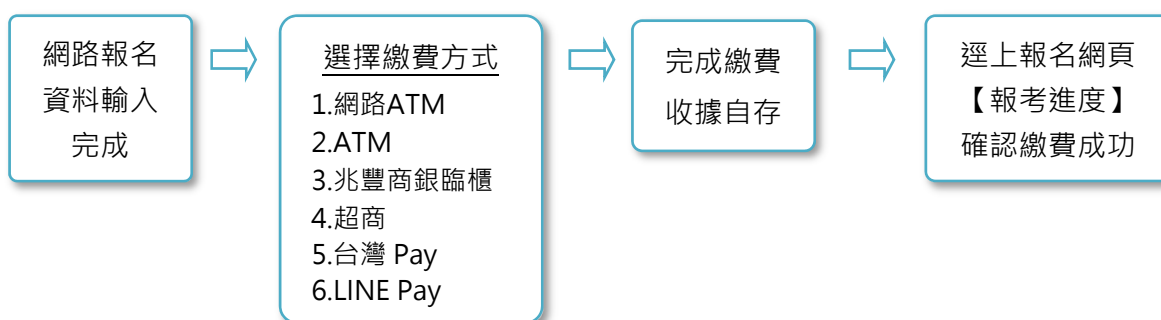 網路報名
資料輸入
完成
選擇繳費方式
1.網路ATM
2.ATM
3.兆豐商銀臨櫃
4.超商
5.台灣 Pay
6.LINE Pay
完成繳費
收據自存
逕上報名網頁
【報考進度】
確認繳費成功